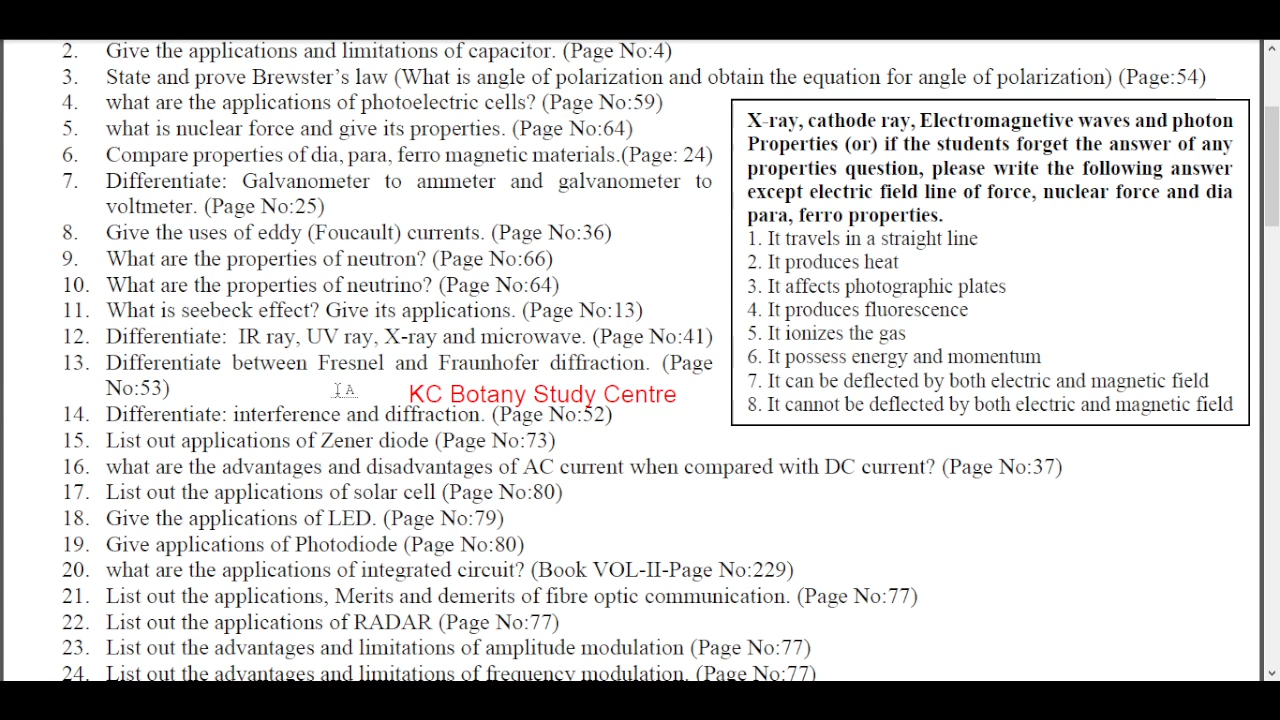 2. Give the applications and limitations of capacitor. (Page No:4)
3. State and prove Brewster’s law (What is angle of polarization and obtain the equation for angle of polarization) (Page:54)
4. what are the applications of photoelectric cells? (Page No:59)
5. what is nuclear force and give its properties. (Page No:64)
6. Compare properties of dia, para, ferro magnetic materials.(Page: 24)
7. Differentiate: Galvanometer to ammeter and galvanometer to
voltmeter. (Page No:25)
8. Give the uses of eddy (Foucault) currents. (Page No:36)
9. What are the properties of neutron? (Page No:66)
10. What are the properties of neutrino? (Page No:64)
11. What is seebeck effect? Give its applications. (Page No:13)
12. Differentiate: IR ray, UV ray, X-ray and microwave. (Page No:41)
13. Differentiate between Fresnel and Fraunhofer diffraction. (Page
No:53)
KC Botany Study Centre
14. Differentiate: interference and diffraction. (Page No:52)
X-ray, cathode ray, Electromagnetive waves and photon
Properties (or) if the students forget the answer of any
properties question, please write the following answer
except electric field line of force, nuclear force and dia
para, ferro properties.
1. It travels in a straight line
2. It produces heat
3. It affects photographic plates
4. It produces fluorescence
5. It ionizes the gas
6. It possess energy and momentum
7. It can be deflected by both electric and magnetic field
8. It cannot be deflected by both electric and magnetic field
15. List out applications of Zener diode (Page No:73)
16. what are the advantages and disadvantages of AC current when compared with DC current? (Page No:37)
17. List out the applications of solar cell (Page No:80)
18. Give the applications of LED. (Page No:79)
19. Give applications of Photodiode (Page No:80)
20. what are the applications of integrated circuit? (Book VOL-II-Page No:229)
21. List out the applications, Merits and demerits of fibre optic communication. (Page No:77)
22. List out the applications of RADAR (Page No:77)
23. List out the advantages and limitations of amplitude modulation (Page No:77)
24. List out the advantages and limitations of frequency modulation. (Page No:77)